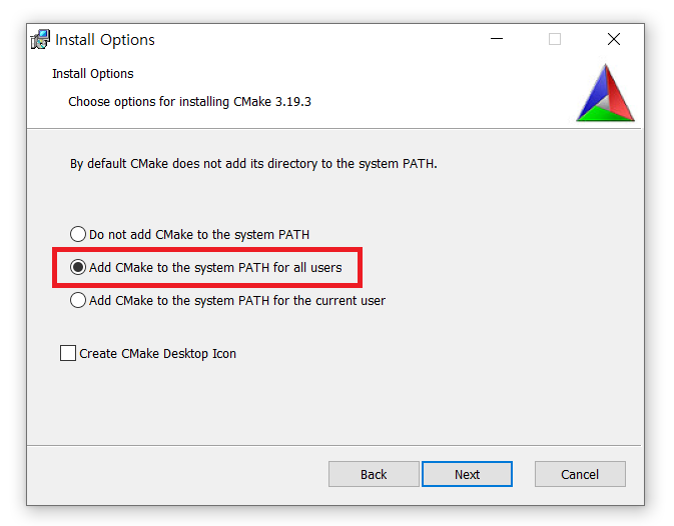 Install Options
Install Options
Choose options for installing CMake 3.19.3
By default CMake does not add its directory to the system PATH.
Do not add CMake to the system PATH
Add CMake to the system PATH for all users
Add CMake to the system PATH for the current user
Create CMake Desktop Icon
Back Next Cancel